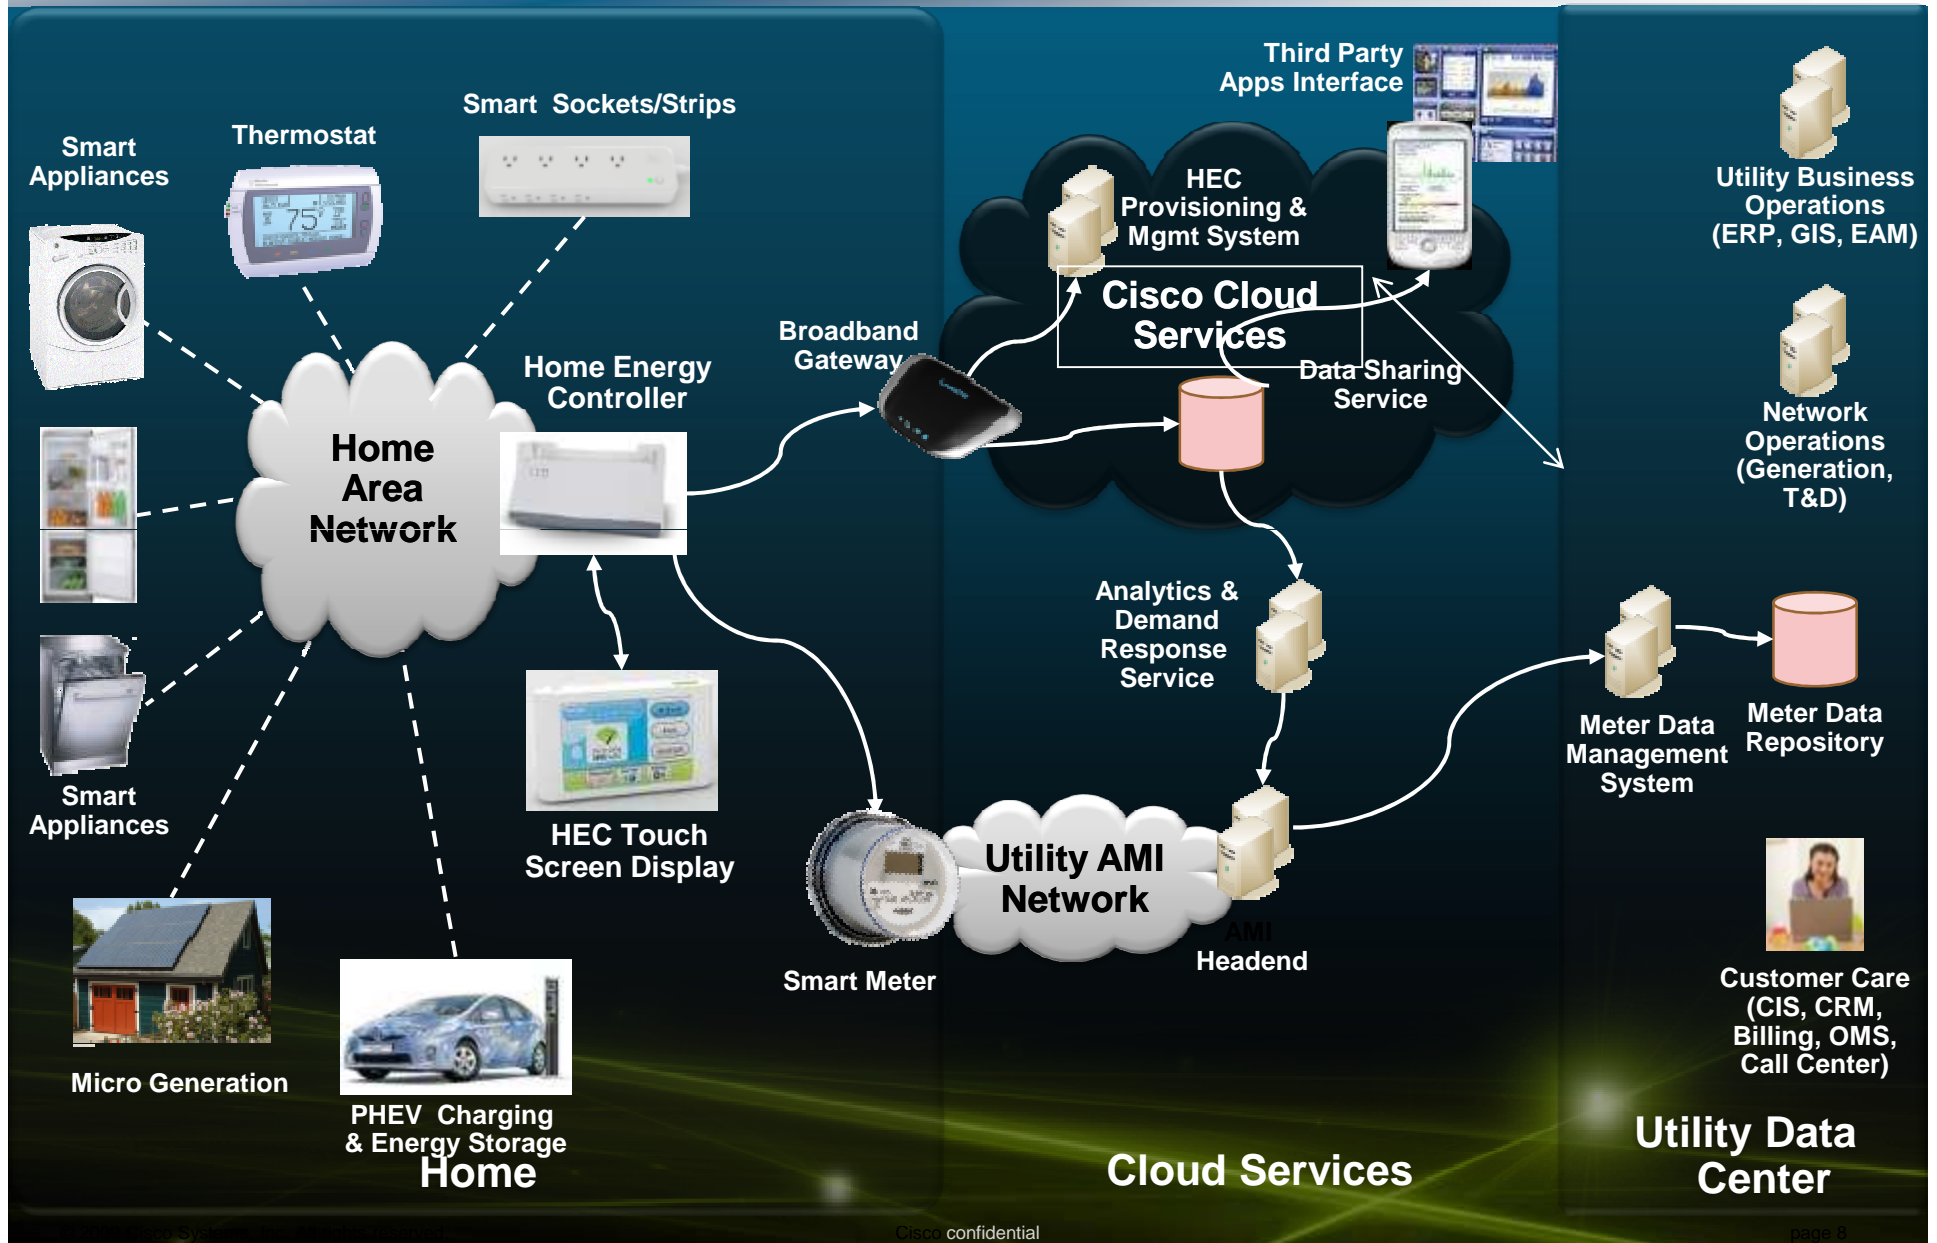 Third Party
Apps Interface
Smart Sockets/Strips
Thermostat
Smart
Appliances
75°
HEC
Provisioning &
Mgmt System
Utility Business
Operations
(ERP, GIS, EAM)
Cisco Cloud
Services
Broadband
Gateway
Home Energy
Controller
Data Sharing
Service
Network
Operations
(Generation,
T&D)
Home
Area
Network
Analytics &
Demand
Response
Service
Meter Data
Management
System
Meter Data
Repository
Smart
Appliances
HEC Touch
Screen Display
Utility AMI
Network
AMI
Headend
Smart Meter
Customer Care
(CIS, CRM,
Billing, OMS,
Call Center)
Micro Generation
PHEV Charging
& Energy Storage
Home
Cloud Services
Utility Data
Center
Cisco confidential
page 8